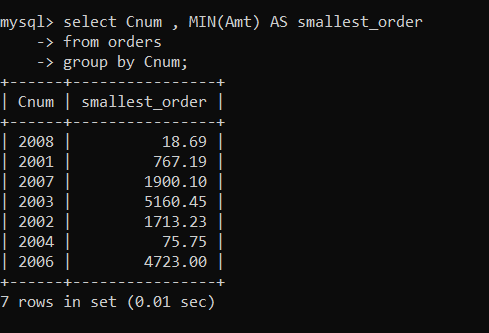 mysql> select Cnum , MIN(Amt) AS smallest_order
    -> from orders
    -> group by Cnum;
+------+----------------+
| Cnum | smallest_order |
+------+----------------+
| 2008 |          18.69 |
| 2001 |         767.19 |
| 2007 |        1900.10 |
| 2003 |        5160.45 |
| 2002 |        1713.23 |
| 2004 |          75.75 |
| 2006 |        4723.00 |
+------+----------------+
7 rows in set (0.01 sec)